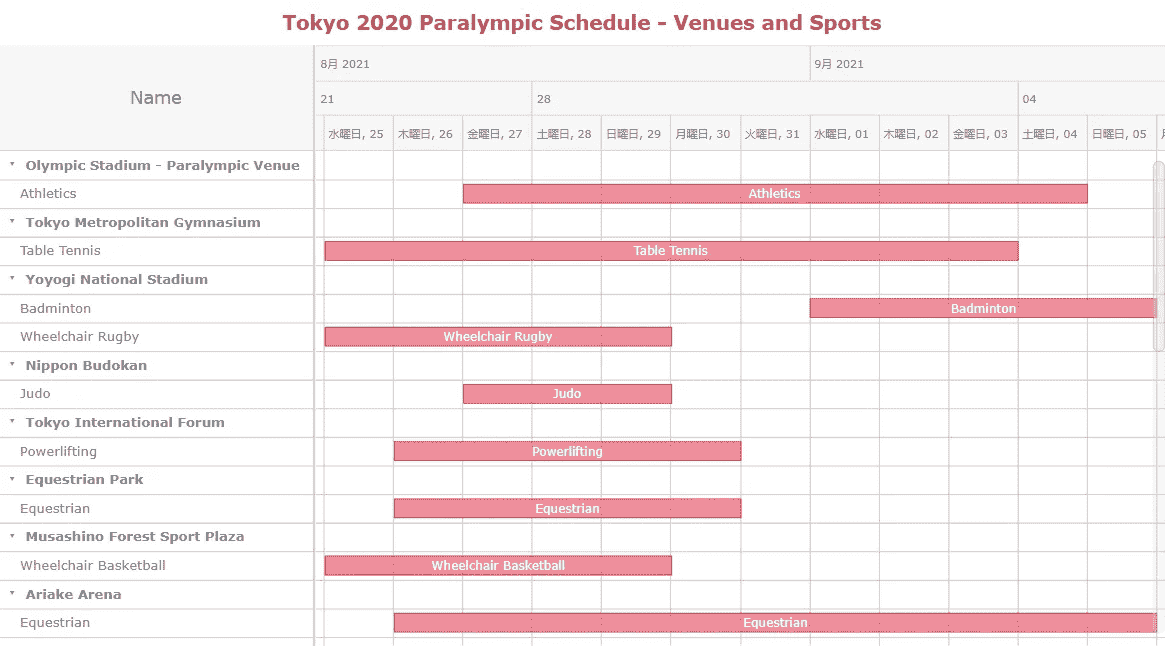 Tokyo 2020 Paralympic Schedule - Venues and Sports
Name
8月 2021
9月 2021
21
28
04
水曜日, 25
木曜日, 26
金曜日, 27
土曜日, 28
日曜日, 29
月曜日, 30
火曜日, 31
水曜日, 01
木曜日, 02
金曜日, 03
土曜日, 04
日曜日, 05
Olympic Stadium - Paralympic Venue
Athletics
Athletics
Tokyo Metropolitan Gymnasium
Table Tennis
Table Tennis
Yoyogi National Stadium
Badminton
Badminton
Wheelchair Rugby
Wheelchair Rugby
Nippon Budokan
Judo
Judo
Tokyo International Forum
Powerlifting
Powerlifting
Equestrian Park
Equestrian
Equestrian
Musashino Forest Sport Plaza
Wheelchair Basketball
Wheelchair Basketball
Ariake Arena
Equestrian
Equestrian